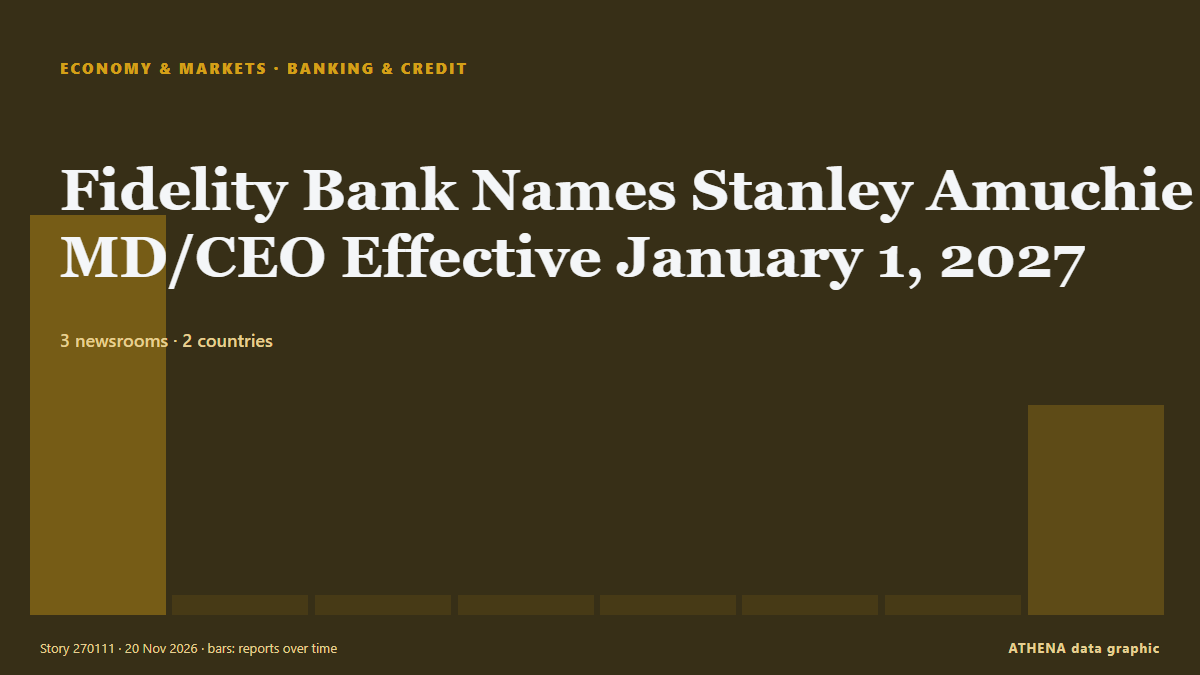 ECONOMY & MARKETS · BANKING & CREDIT
Fidelity Bank Names Stanley Amuchie
MD/CEO Effective January 1, 2027
3 newsrooms · 2 countries
Story 270111 · 20 Nov 2026 · bars: reports over time
ATHENA data graphic